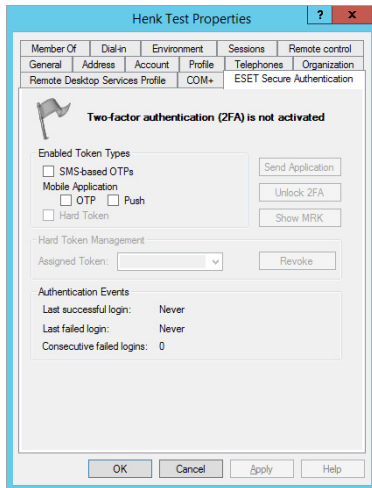 Henk Test Properties
? x
Member Of Dial-in Environment Sessions Remote control
General Address Account Profile Telephones Organization
Remote Desktop Services Profile COM+ ESET Secure Authentication
Two-factor authentication (2FA) is not activated
Enabled Token Types
SMS-based OTPs
Mobile Application
OTP Push
Hard Token
Send Application
Unlock 2FA
Show MRK
Hard Token Management
Assigned Token:
Revoke
Authentication Events
Last successful login: Never
Last failed login: Never
Consecutive failed logins: 0
OK Cancel Apply Help